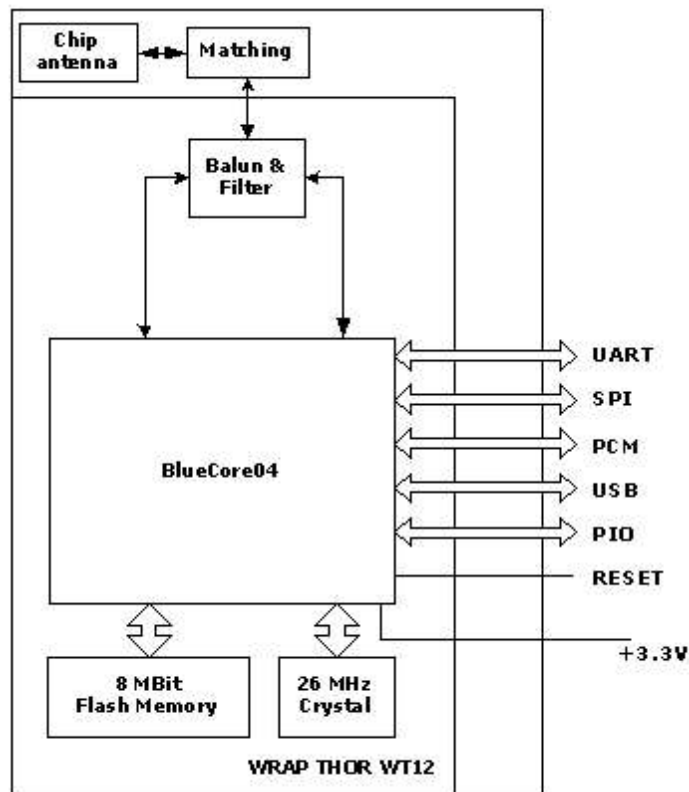 Chip
antenna
Matching
Balun &
Filter
BlueCore04
UART
SPI
PCM
USB
PIO
RESET
+3.3V
8 MBit
Flash Memory
26 MHz
Crystal
WRAP THOR WT12